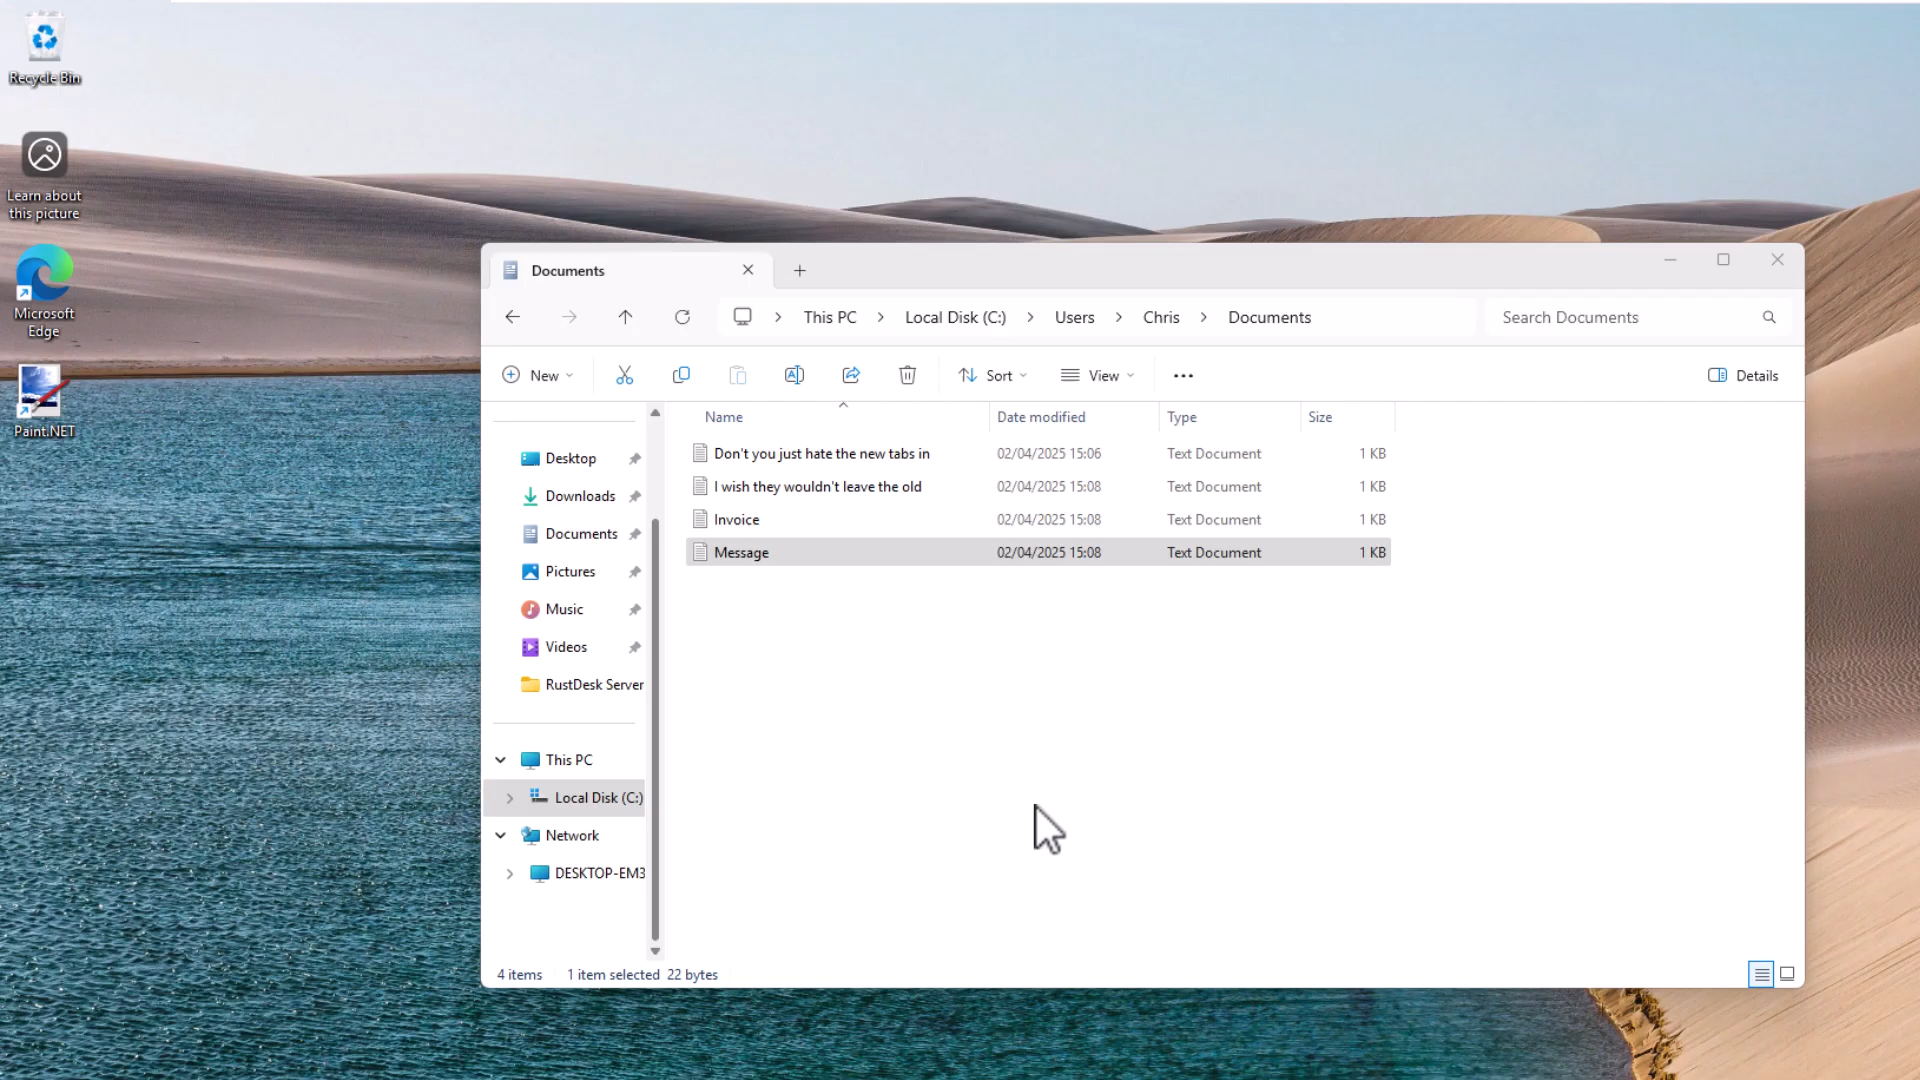 Recycle Bin
Learn about
this picture
Microsoft
Edge
Paint.NET
Documents
This PC
Local Disk (C:)
Users
Chris
Documents
Search Documents
New
Sort
View
Details
Name
Date modified
Type
Size
Don't you just hate the new tabs in 02/04/2025 15:06 Text Document 1 KB
I wish they wouldn't leave the old 02/04/2025 15:08 Text Document 1 KB
Invoice 02/04/2025 15:08 Text Document 1 KB
Message 02/04/2025 15:08 Text Document 1 KB
Desktop
Downloads
Documents
Pictures
Music
Videos
RustDesk Server
This PC
Local Disk (C:)
Network
DESKTOP-EM3
4 items 1 item selected 22 bytes